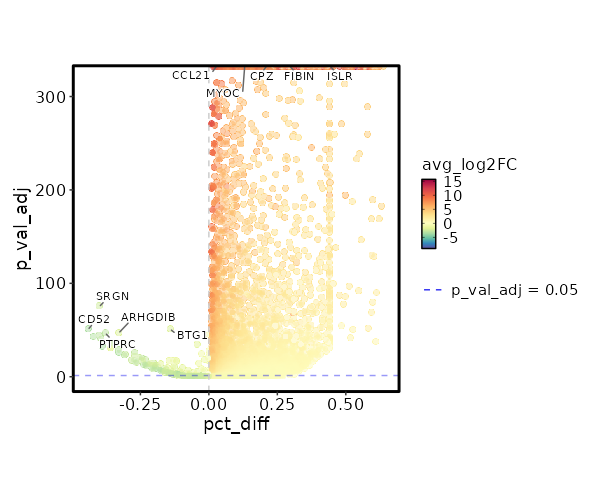 CCL21
CPZ
FIBIN
ISLR
MYOC
SRGN
CD52
ARHGDIB
PTPRC
BTG1
300
200
100
0
p_val_adj
-0.25
0.00
0.25
0.50
pct_diff
avg_log2FC
15
10
5
0
-5
p_val_adj = 0.05